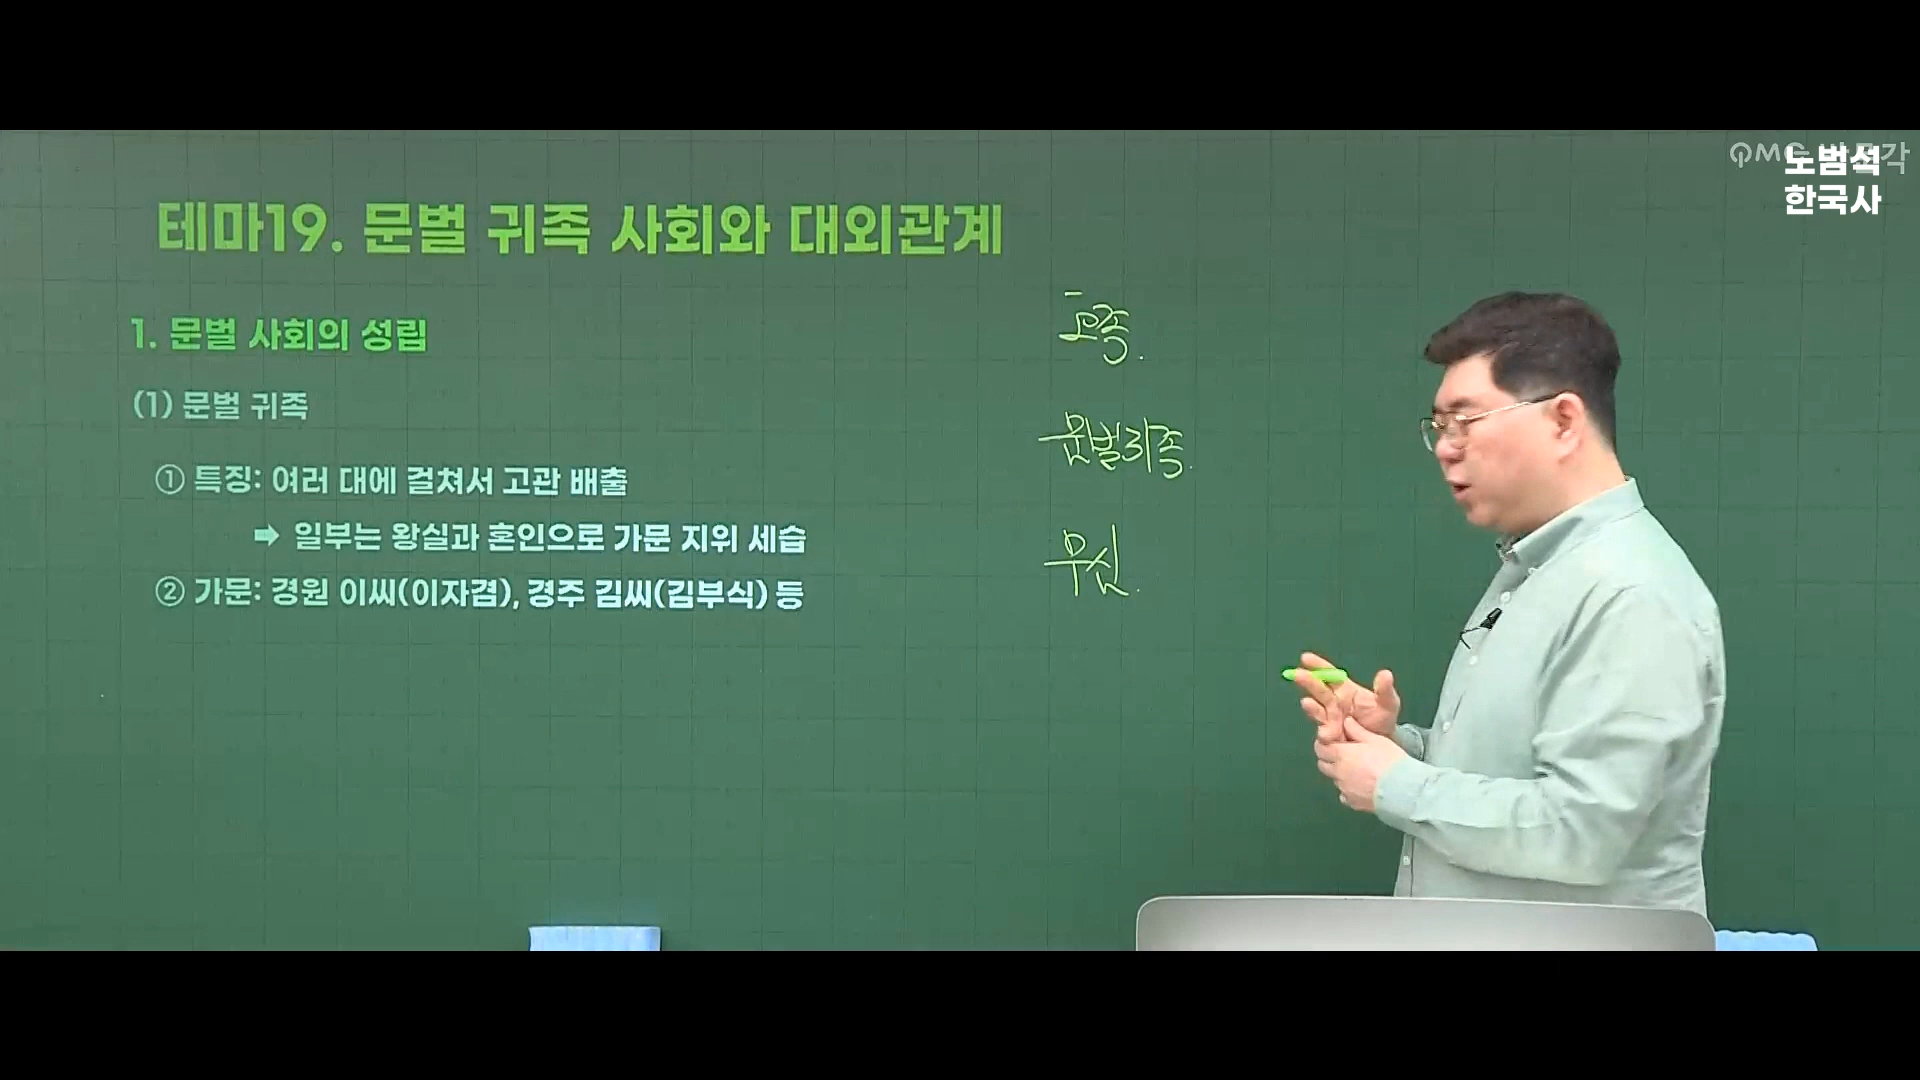 테마19. 문벌 귀족 사회와 대외관계
1. 문벌 사회의 성립
(1) 문벌 귀족
① 특징: 여러 대에 걸쳐서 고관 배출
➡ 일부는 왕실과 혼인으로 가문 지위 세습
② 가문: 경원 이씨(이자겸), 경주 김씨(김부식) 등
호족.
문벌귀족.
무신.
노범석
한국사